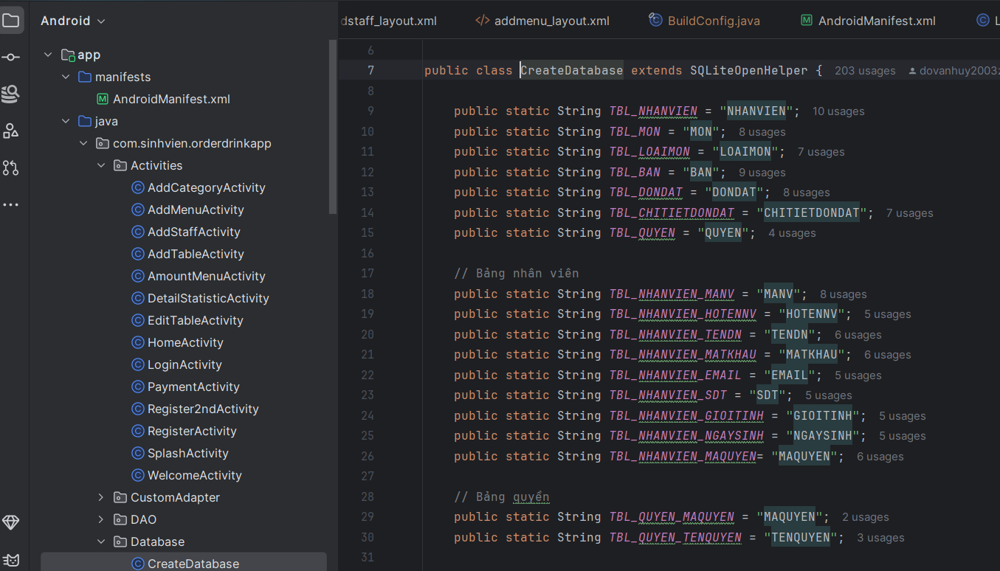 Android
dstaff_layout.xml
addmenu_layout.xml
BuildConfig.java
AndroidManifest.xml
L
app
manifests
AndroidManifest.xml
java
com.sinhvien.orderdrinkapp
Activities
AddCategoryActivity
AddMenuActivity
AddStaffActivity
AddTableActivity
AmountMenuActivity
DetailStatisticActivity
EditTableActivity
HomeActivity
LoginActivity
PaymentActivity
Register2ndActivity
RegisterActivity
SplashActivity
WelcomeActivity
CustomAdapter
DAO
Database
CreateDatabase
6
7 public class CreateDatabase extends SQLiteOpenHelper { 203 usages dovanhuy2003
8
9 public static String TBL_NHANVIEN = "NHANVIEN"; 10 usages
10 public static String TBL_MON = "MON"; 8 usages
11 public static String TBL_LOAIMON = "LOAIMON"; 7 usages
12 public static String TBL_BAN = "BAN"; 9 usages
13 public static String TBL_DONDAT = "DONDAT"; 8 usages
14 public static String TBL_CHITIETDONDAT = "CHITIETDONDAT"; 7 usages
15 public static String TBL_QUYEN = "QUYEN"; 4 usages
16
17 // Bảng nhân viên
18 public static String TBL_NHANVIEN_MANV = "MANV"; 8 usages
19 public static String TBL_NHANVIEN_HOTENNV = "HOTENNV"; 5 usages
20 public static String TBL_NHANVIEN_TENDN = "TENDN"; 6 usages
21 public static String TBL_NHANVIEN_MATKHAU = "MATKHAU"; 6 usages
22 public static String TBL_NHANVIEN_EMAIL = "EMAIL"; 5 usages
23 public static String TBL_NHANVIEN_SDT = "SDT"; 5 usages
24 public static String TBL_NHANVIEN_GIOITINH = "GIOITINH"; 5 usages
25 public static String TBL_NHANVIEN_NGAYSINH = "NGAYSINH"; 5 usages
26 public static String TBL_NHANVIEN_MAQUYEN= "MAQUYEN"; 6 usages
27
28 // Bảng quyền
29 public static String TBL_QUYEN_MAQUYEN = "MAQUYEN"; 2 usages
30 public static String TBL_QUYEN_TENQUYEN = "TENQUYEN"; 3 usages
31